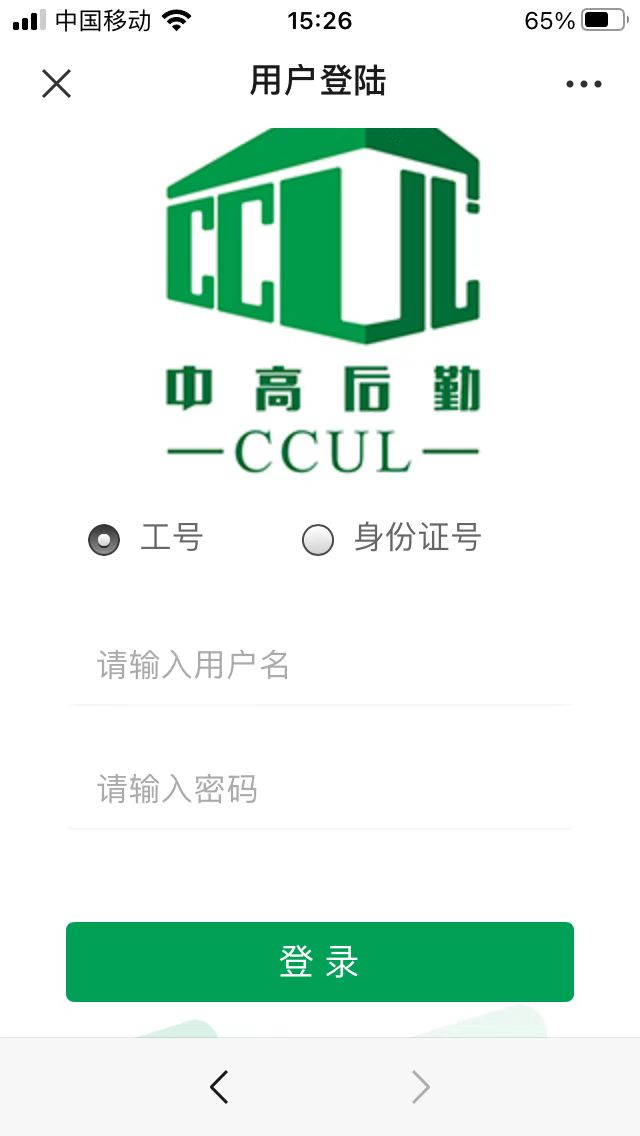 中国移动 15:26 65%
用户登陆
CCUL
中高后勤
CCUL
工号 身份证号
请输入用户名
请输入密码
登录